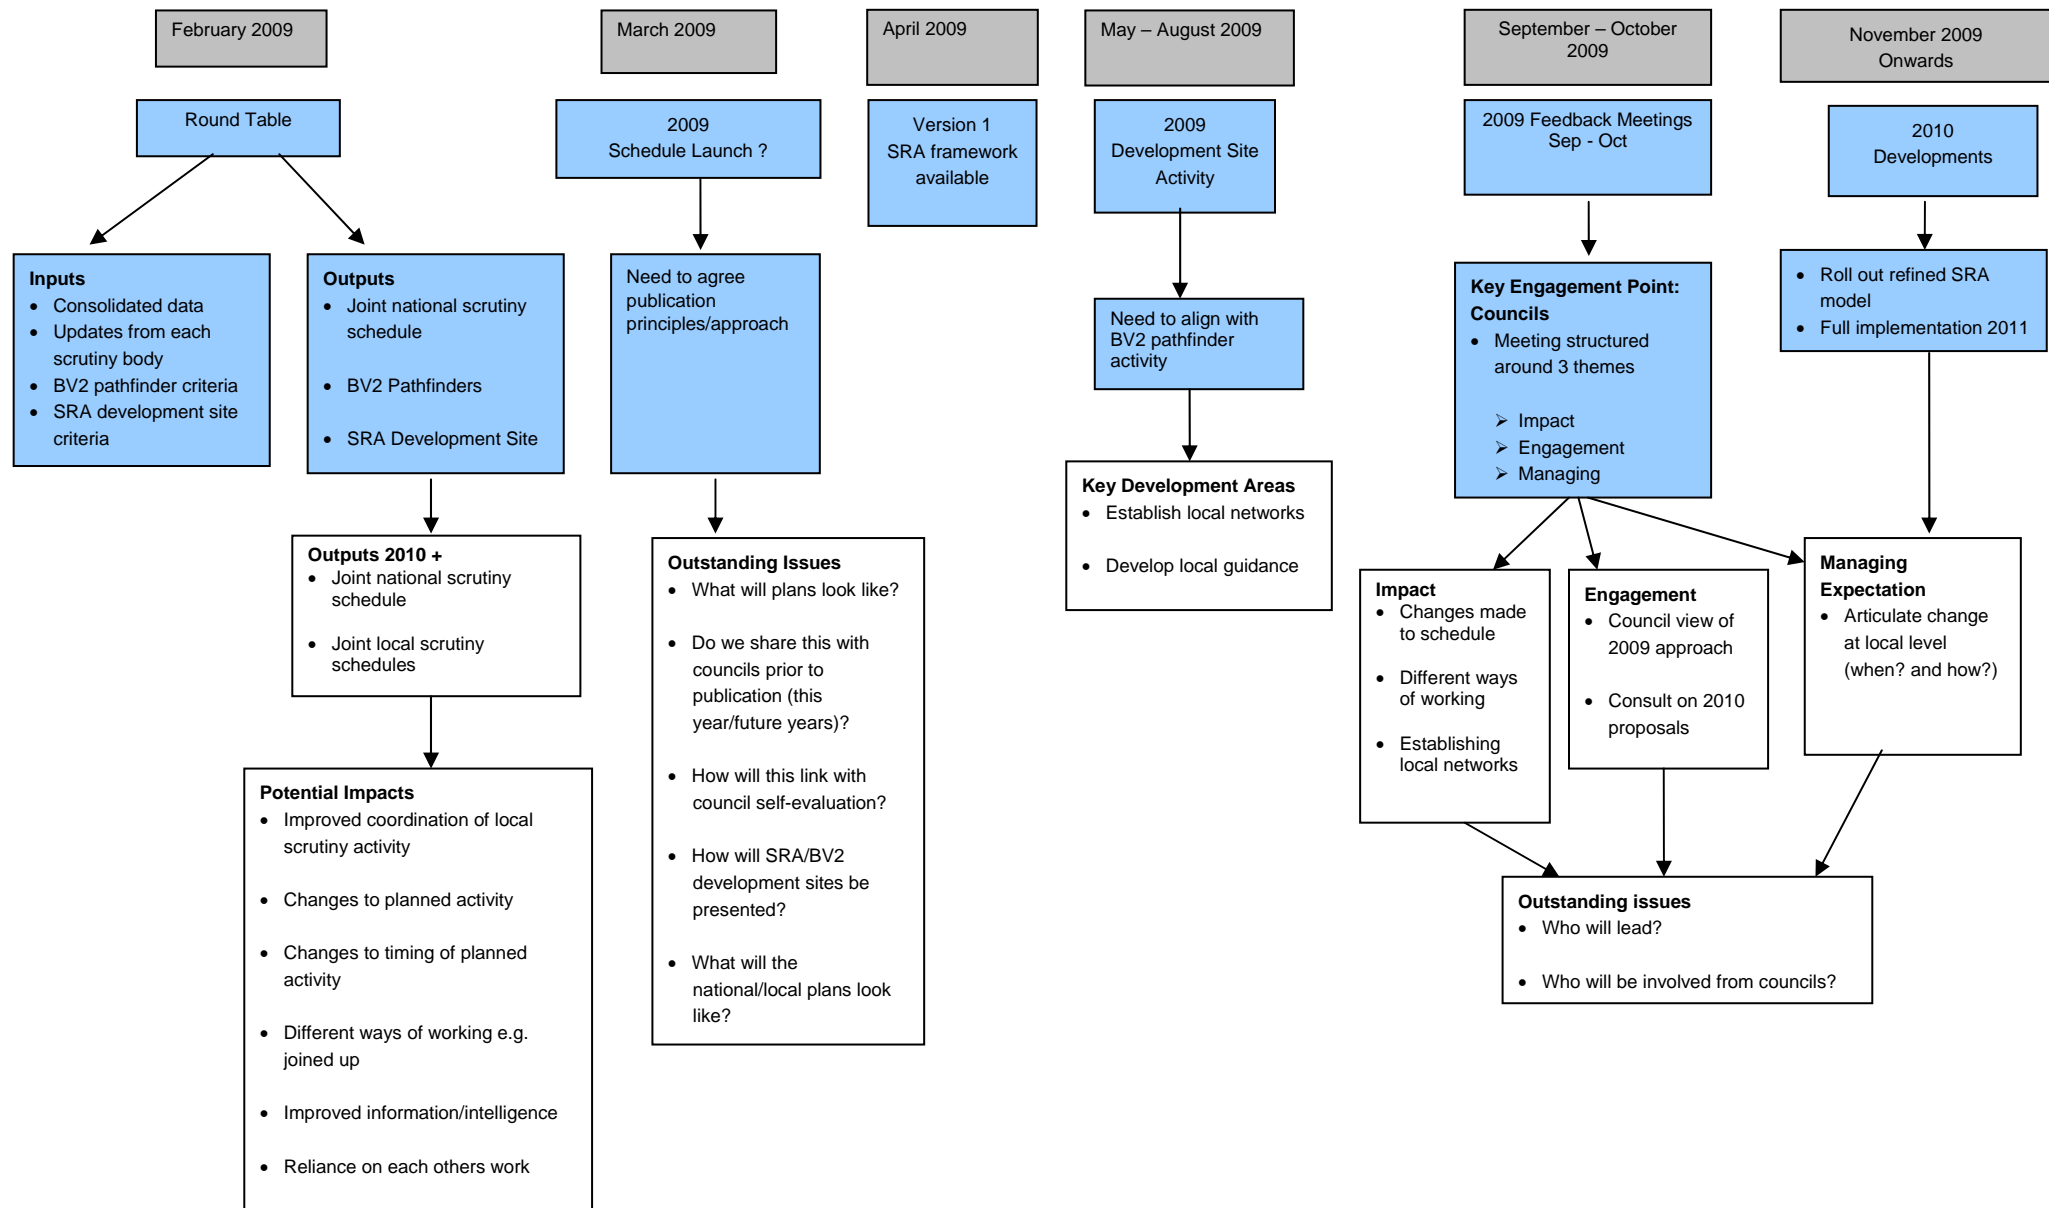 February 2009
March 2009
April 2009
May – August 2009
September – October
2009
November 2009
Onwards
Round Table
2009
Schedule Launch ?
Version 1
SRA framework
available
2009
Development Site
Activity
2009 Feedback Meetings
Sep - Oct
2010
Developments
Inputs
• Consolidated data
• Updates from each
scrutiny body
• BV2 pathfinder criteria
• SRA development site
criteria
Outputs
• Joint national scrutiny
schedule
• BV2 Pathfinders
• SRA Development Site
Need to agree
publication
principles/approach
Need to align with
BV2 pathfinder
activity
Key Engagement Point:
Councils
• Meeting structured
around 3 themes
➢ Impact
➢ Engagement
➢ Managing
• Roll out refined SRA
model
• Full implementation 2011
Outputs 2010 +
• Joint national scrutiny
schedule
• Joint local scrutiny
schedules
Potential Impacts
• Improved coordination of local
scrutiny activity
• Changes to planned activity
• Changes to timing of planned
activity
• Different ways of working e.g.
joined up
• Improved information/intelligence
• Reliance on each others work
Outstanding Issues
• What will plans look like?
• Do we share this with
councils prior to
publication (this
year/future years)?
• How will this link with
council self-evaluation?
• How will SRA/BV2
development sites be
presented?
• What will the
national/local plans look
like?
Key Development Areas
• Establish local networks
• Develop local guidance
Impact
• Changes made
to schedule
• Different ways
of working
• Establishing
local networks
Engagement
• Council view of
2009 approach
• Consult on 2010
proposals
Managing
Expectation
• Articulate change
at local level
(when? and how?)
Outstanding issues
• Who will lead?
• Who will be involved from councils?